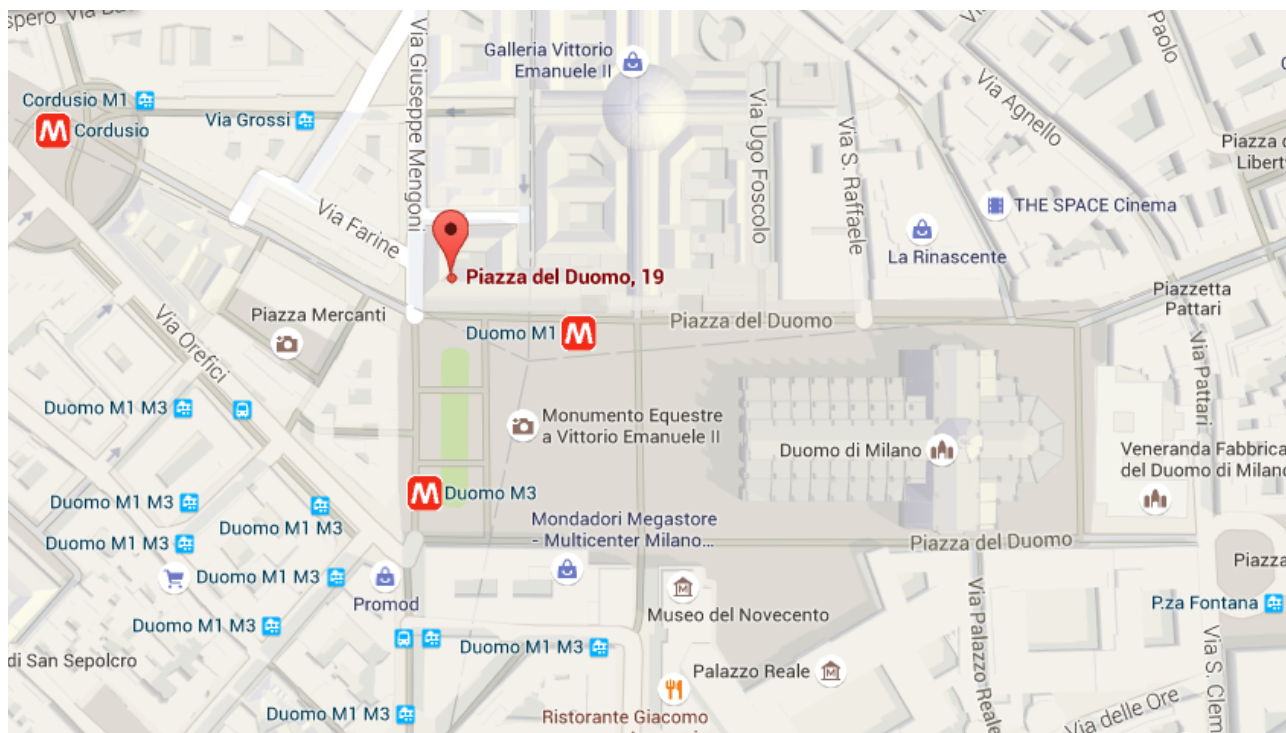 spero
Via
Cordusio M1
Cordusio
Via Grossi
Via Giuseppe Mengoni
Galleria Vittorio
Emanuele II
Via Ugo Foscolo
Via S. Raffaele
Via Agnello
Paolo
Piazza
Libert
THE SPACE Cinema
La Rinascente
Via Farine
Piazza del Duomo, 19
Piazza Mercanti
Via Orefici
Duomo M1
Piazza del Duomo
Piazzetta
Pattari
Via Pattari
Duomo M1 M3
Monumento Equestre
a Vittorio Emanuele II
Duomo di Milano
Veneranda Fabbrica
del Duomo di Milano
Duomo M3
Duomo M1 M3
Duomo M1 M3
Duomo M1 M3
Mondadori Megastore
- Multicenter Milano...
Piazza del Duomo
Piazza
Duomo M1 M3
Promod
Museo del Novecento
P.za Fontana
Duomo M1 M3
Duomo M1 M3
di San Sepolcro
Palazzo Reale
Via Palazzo Reale
Via S. Clem
Duomo M1 M3
Ristorante Giacomo
Via delle Ore